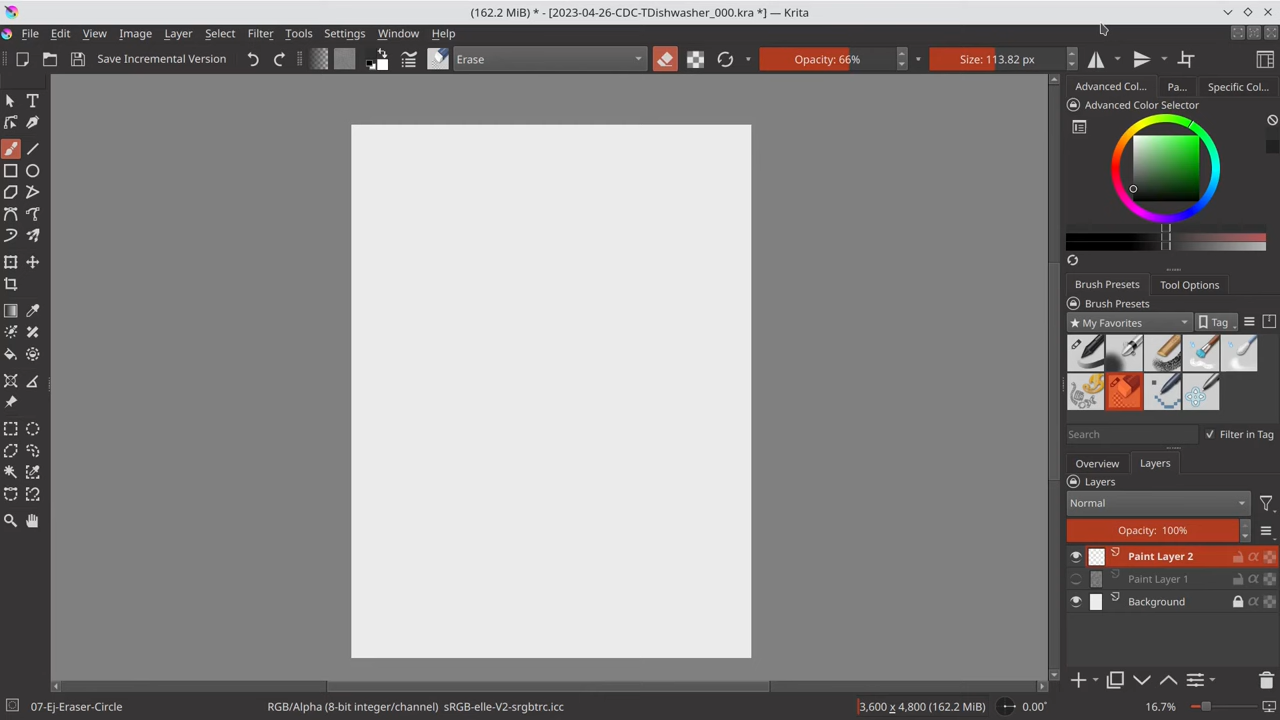 (162.2 MiB) * - [2023-04-26-CDC-TDishwasher_000.kra *] — Krita
File Edit View Image Layer Select Filter Tools Settings Window Help
Save Incremental Version Erase Opacity: 66% Size: 113.82 px
Advanced Col... Pa... Specific Col...
Advanced Color Selector
Brush Presets Tool Options
Brush Presets
★ My Favorites Tag
Search Filter in Tag
Overview Layers
Layers
Normal
Opacity: 100%
Paint Layer 2
Paint Layer 1
Background
07-Ej-Eraser-Circle RGB/Alpha (8-bit integer/channel) sRGB-elle-V2-srgbtrc.icc 3,600 x 4,800 (162.2 MiB) 0.00° 16.7%